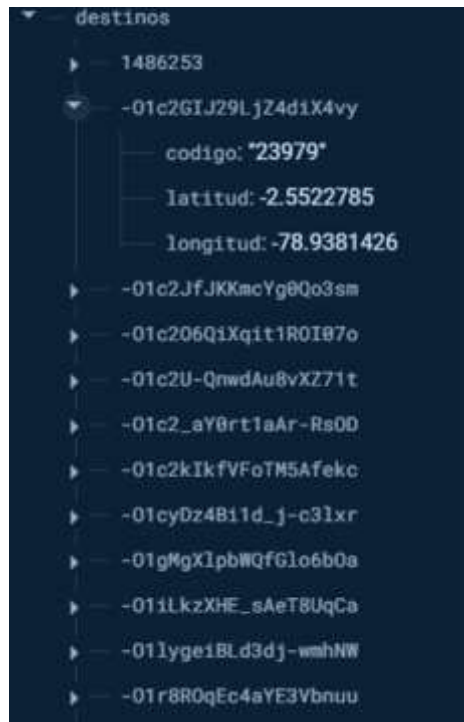 destinos
1486253
-O1c2GIJ29LjZ4diX4vy
codigo: "23979"
latitud: -2.5522785
longitud: -78.9381426
-O1c2JfJKKmcYg0Qo3sm
-O1c2O6QiXqit1ROI07o
-O1c2U-QnwdAu8vXZ71t
-O1c2_aY0rt1aAr-RsOD
-O1c2kIkfVFoTM5Afekc
-O1cyDz4Bi1d_j-c3lxr
-O1gMgXlpbWQfGlo6bOa
-O1iLkzXHE_sAeT8UqCa
-O1lygeiBLd3dj-wmhNW
-O1r8ROqEc4aYE3Vbnuu